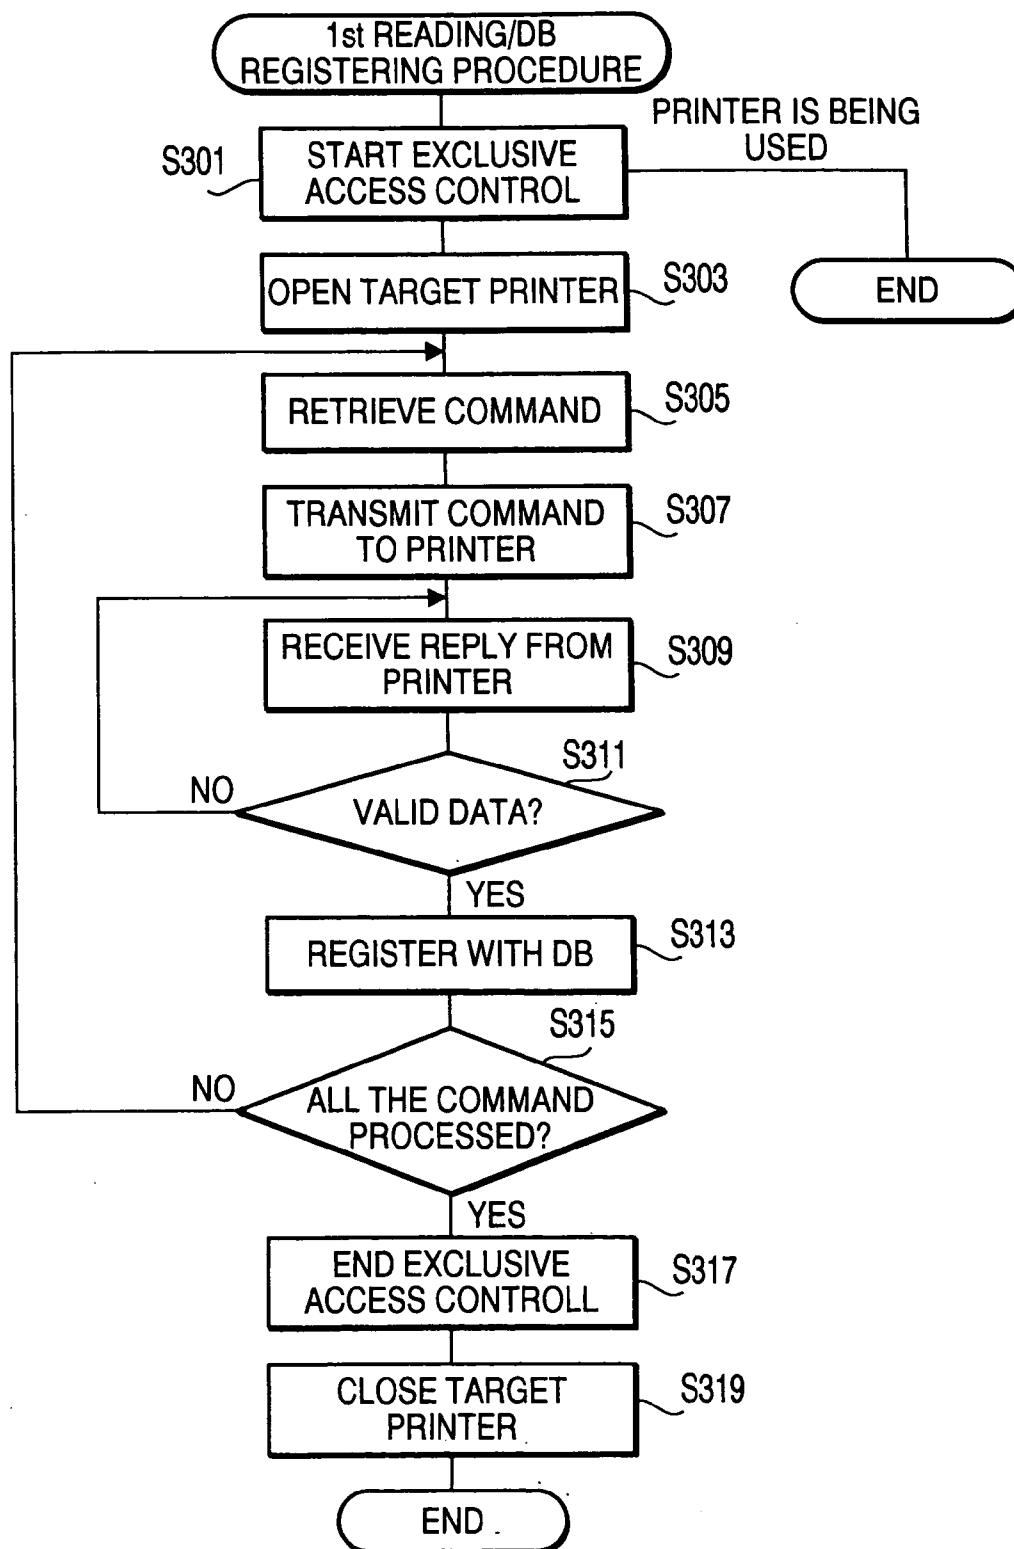 1st READING/DB
REGISTERING PROCEDURE
PRINTER IS BEING
USED
S301
START EXCLUSIVE
ACCESS CONTROL
OPEN TARGET PRINTER
S303
END
RETRIEVE COMMAND
S305
TRANSMIT COMMAND
TO PRINTER
S307
RECEIVE REPLY FROM
PRINTER
S309
S311
NO
VALID DATA?
YES
REGISTER WITH DB
S313
S315
NO
ALL THE COMMAND
PROCESSED?
YES
END EXCLUSIVE
ACCESS CONTROLL
S317
CLOSE TARGET
PRINTER
S319
END